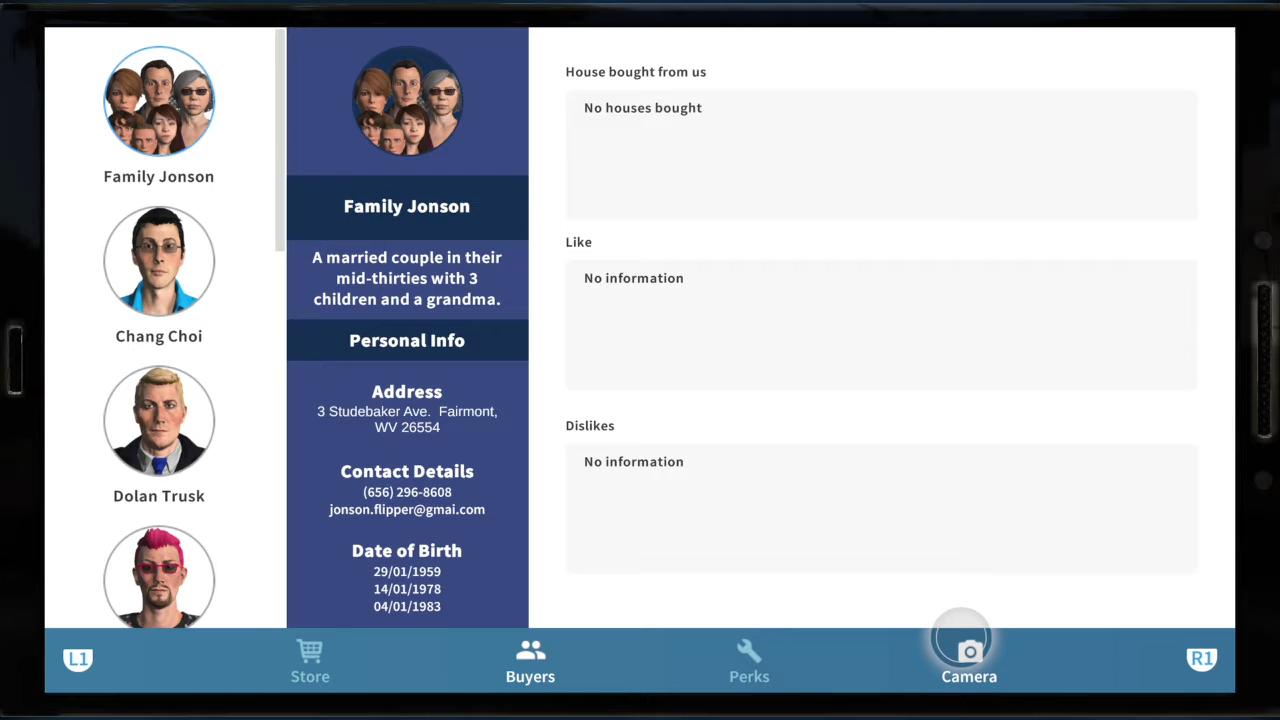 Family Jonson
Chang Choi
Dolan Trusk
Family Jonson
A married couple in their
mid-thirties with 3
children and a grandma.
Personal Info
Address
3 Studebaker Ave.  Fairmont,
WV 26554
Contact Details
(656) 296-8608
jonson.flipper@gmai.com
Date of Birth
29/01/1959
14/01/1978
04/01/1983
House bought from us
No houses bought
Like
No information
Dislikes
No information
L1
Store
Buyers
Perks
Camera
R1